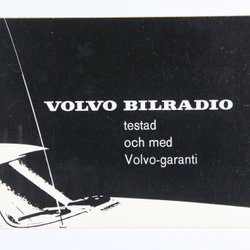 VOLVO BILRADIO
testad
och med
Volvo-garanti